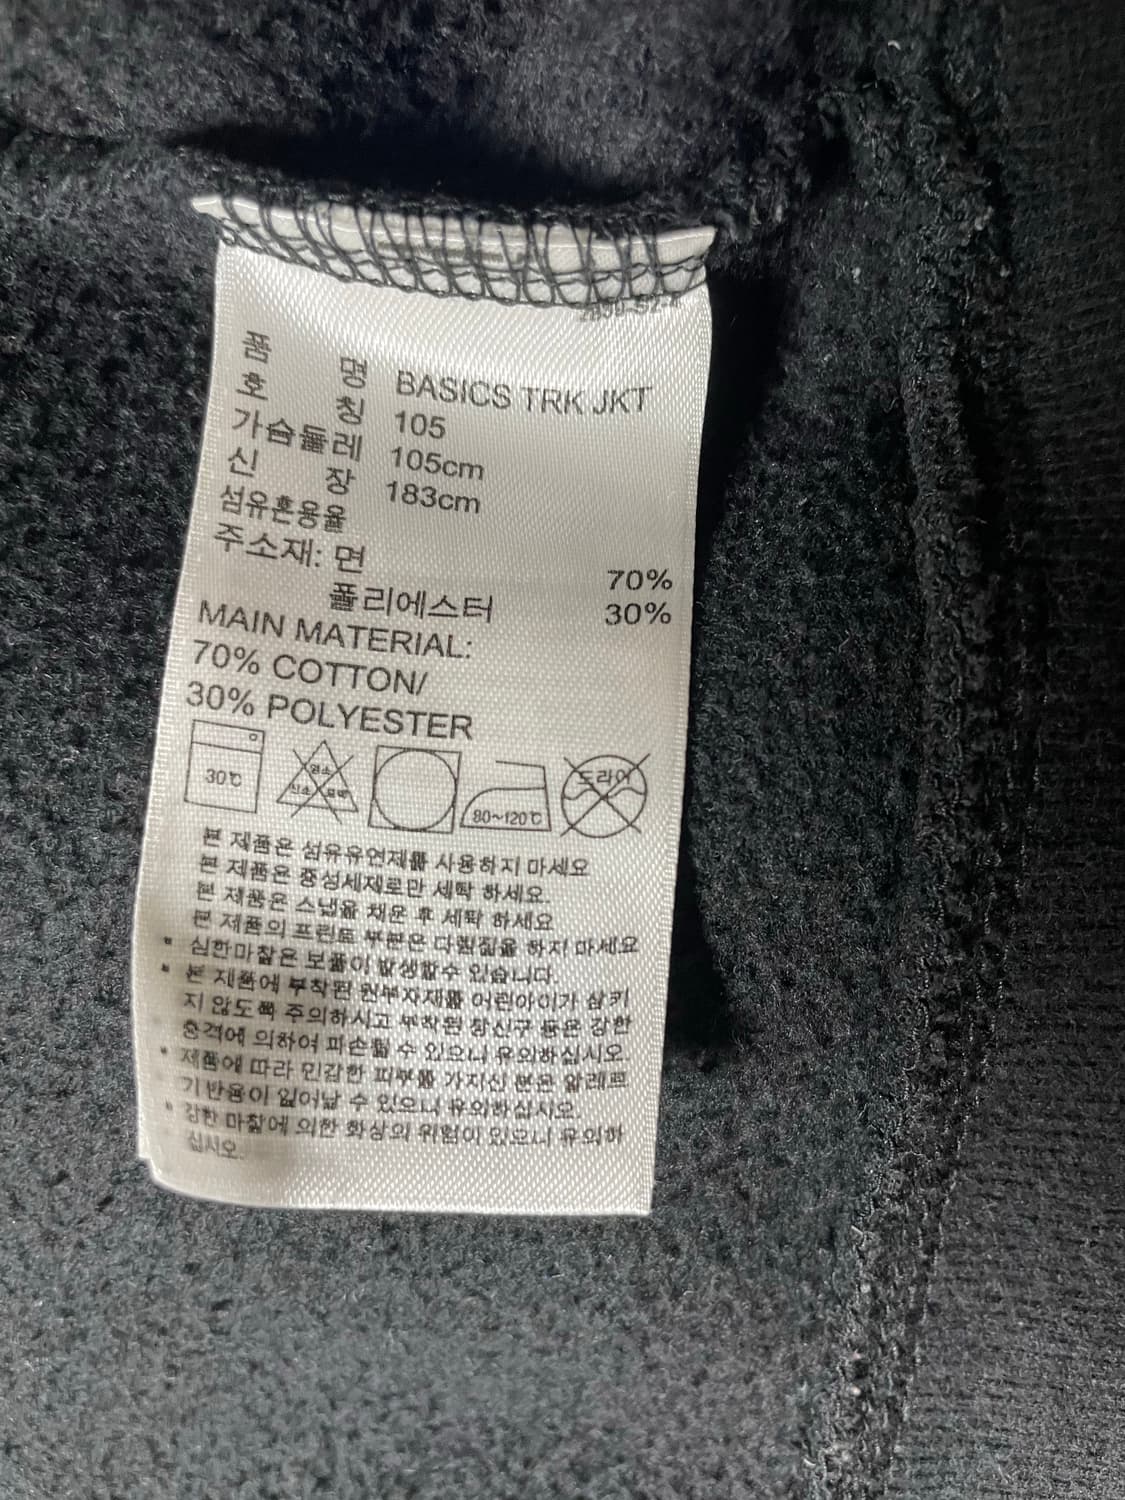 품 명 BASICS TRK JKT
호 칭 105
가슴둘레 105cm
신 장 183cm
섬유혼용율
주소재: 면 70%
폴리에스터 30%
MAIN MATERIAL:
70% COTTON/
30% POLYESTER
30℃
염소
80~120℃
드라이
본 제품은 섬유유연제를 사용하지 마세요
본 제품은 중성세제로만 세탁 하세요.
본 제품은 스냅을 채운 후 세탁 하세요
본 제품의 프린트 부분은 다림질을 하지 마세요
• 심한마찰은 보풀이 발생할수 있습니다.
• 본 제품에 부착된 원부자재를 어린아이가 삼키
지 않도록 주의하시고 부착된 장신구 등은 강한
충격에 의하여 파손될 수 있으니 유의하십시오.
• 제품에 따라 민감한 피부를 가지신 분은 알레르
기 반응이 일어날 수 있으니 유의하십시오.
• 강한 마찰에 의한 화상의 위험이 있으니 유의하
십시오.